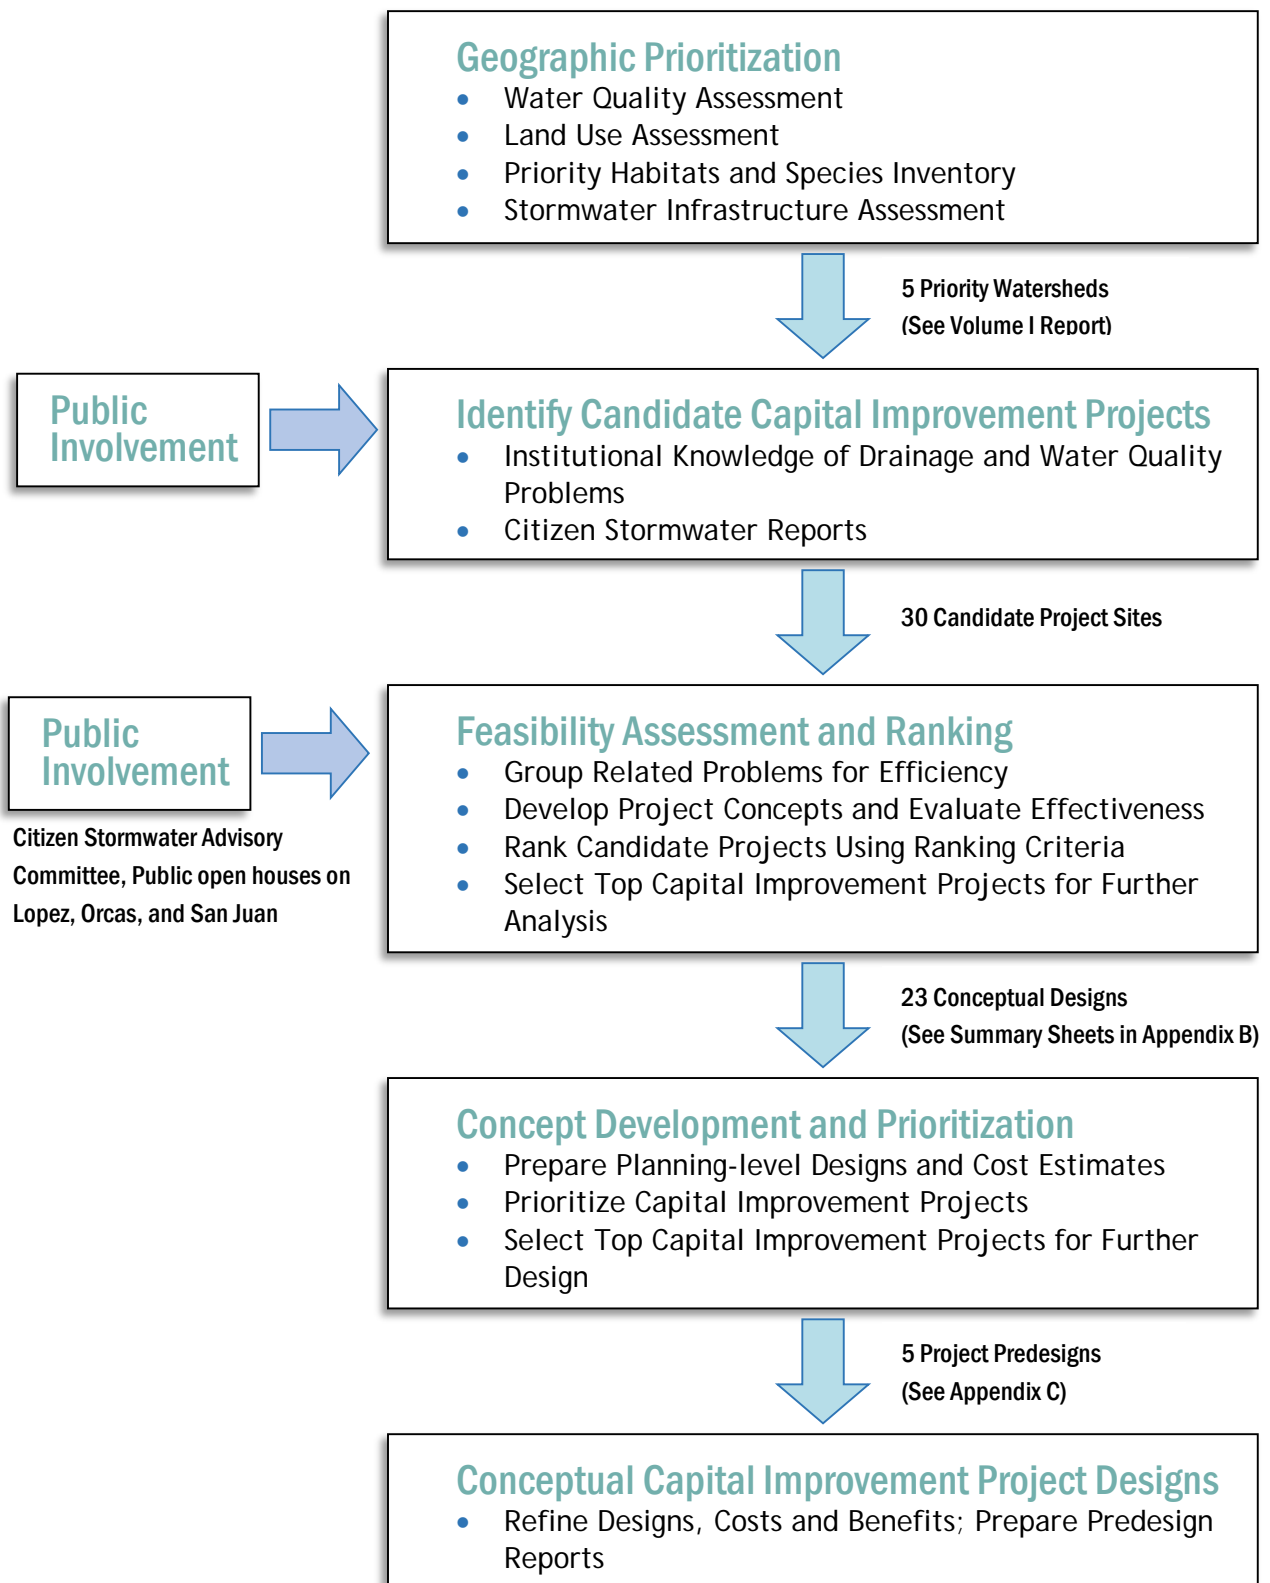 Geographic Prioritization
• Water Quality Assessment
• Land Use Assessment
• Priority Habitats and Species Inventory
• Stormwater Infrastructure Assessment
5 Priority Watersheds
(See Volume I Report)
Public
Involvement
Identify Candidate Capital Improvement Projects
• Institutional Knowledge of Drainage and Water Quality
Problems
• Citizen Stormwater Reports
30 Candidate Project Sites
Public
Involvement
Citizen Stormwater Advisory
Committee, Public open houses on
Lopez, Orcas, and San Juan
Feasibility Assessment and Ranking
• Group Related Problems for Efficiency
• Develop Project Concepts and Evaluate Effectiveness
• Rank Candidate Projects Using Ranking Criteria
• Select Top Capital Improvement Projects for Further
Analysis
23 Conceptual Designs
(See Summary Sheets in Appendix B)
Concept Development and Prioritization
• Prepare Planning-level Designs and Cost Estimates
• Prioritize Capital Improvement Projects
• Select Top Capital Improvement Projects for Further
Design
5 Project Predesigns
(See Appendix C)
Conceptual Capital Improvement Project Designs
• Refine Designs, Costs and Benefits; Prepare Predesign
Reports